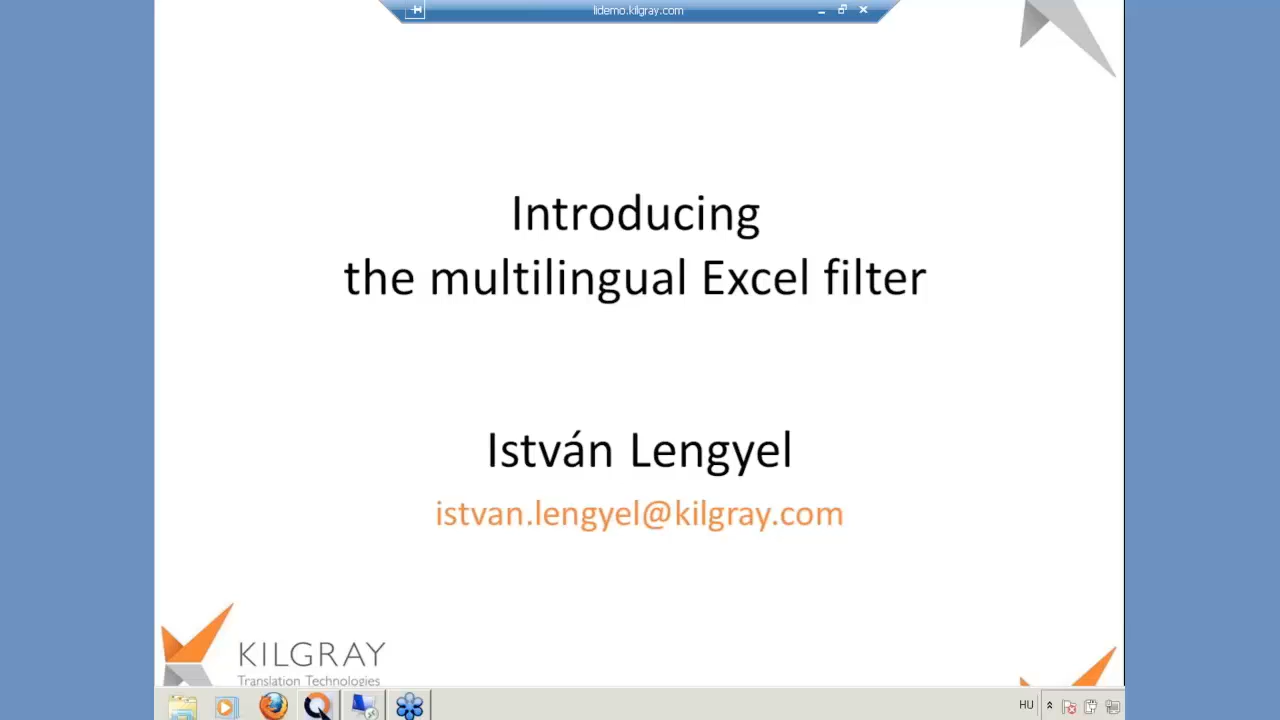 lidemo.kilgray.com
Introducing
the multilingual Excel filter
István Lengyel
istvan.lengyel@kilgray.com
KILGRAY
Translation Technologies
HU